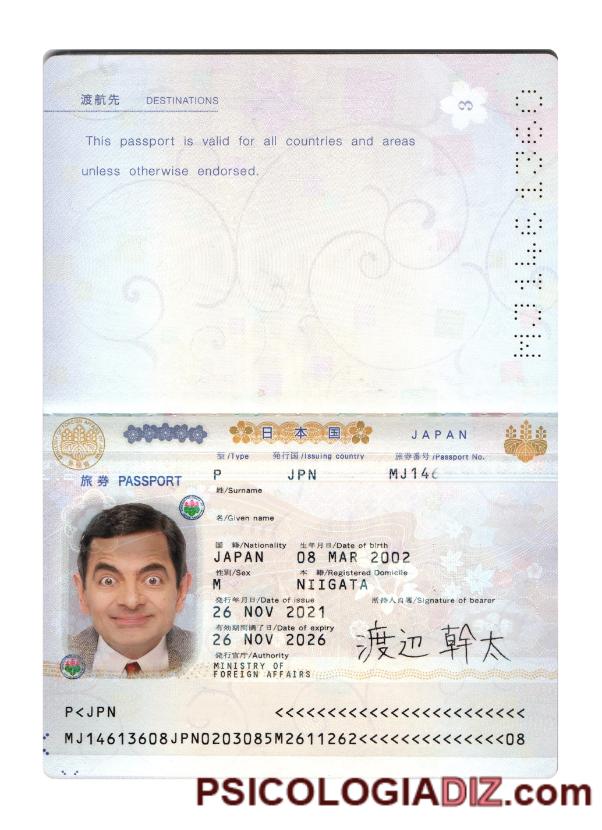 渡航先 DESTINATIONS
This passport is valid for all countries and areas
unless otherwise endorsed.
3
MJ1461360
日本国 JAPAN
型/Type 発行国/Issuing country 旅券番号/Passport No.
旅券 PASSPORT P JPN MJ146
姓/Surname
名/Given name
国籍/Nationality 生年月日/Date of birth
JAPAN 08 MAR 2002
性別/Sex 本籍/Registered Domicile
M NIIGATA
発行年月日/Date of issue 所持人自署/Signature of bearer
26 NOV 2021
有効期間満了日/Date of expiry
26 NOV 2026
渡辺幹太
発行官庁/Authority
MINISTRY OF
FOREIGN AFFAIRS
P<JPN <<<<<<<<<<<<<<<<<<<<<<<<
MJ14613608JPN0203085M2611262<<<<<<<<<<<<<<08
PSICOLOGIADIZ.com